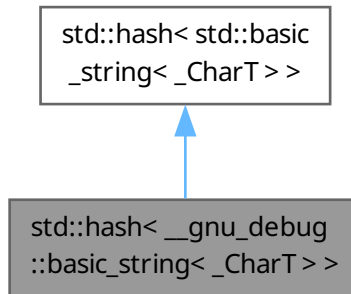 std::hash< std::basic
_string< _CharT > >
std::hash< __gnu_debug
::basic_string< _CharT > >